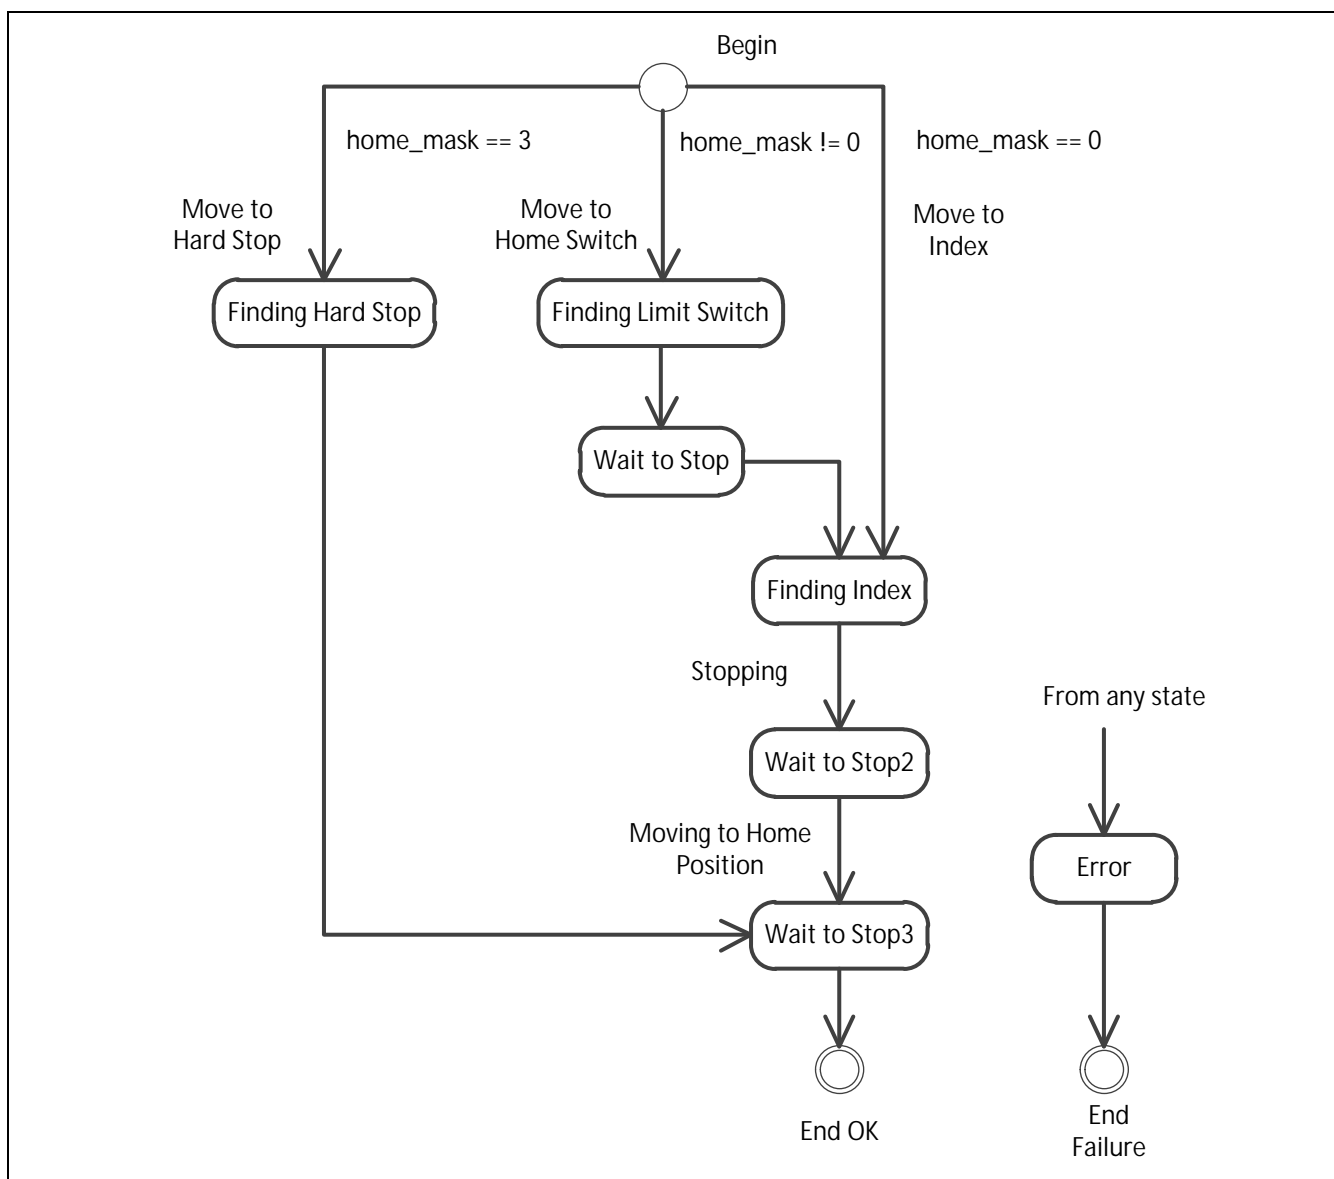 Begin
home_mask == 3
home_mask != 0
home_mask == 0
Move to
Hard Stop
Move to
Home Switch
Move to
Index
Finding Hard Stop
Finding Limit Switch
Wait to Stop
Finding Index
Stopping
From any state
Wait to Stop2
Moving to Home
Position
Error
Wait to Stop3
End OK
End
Failure